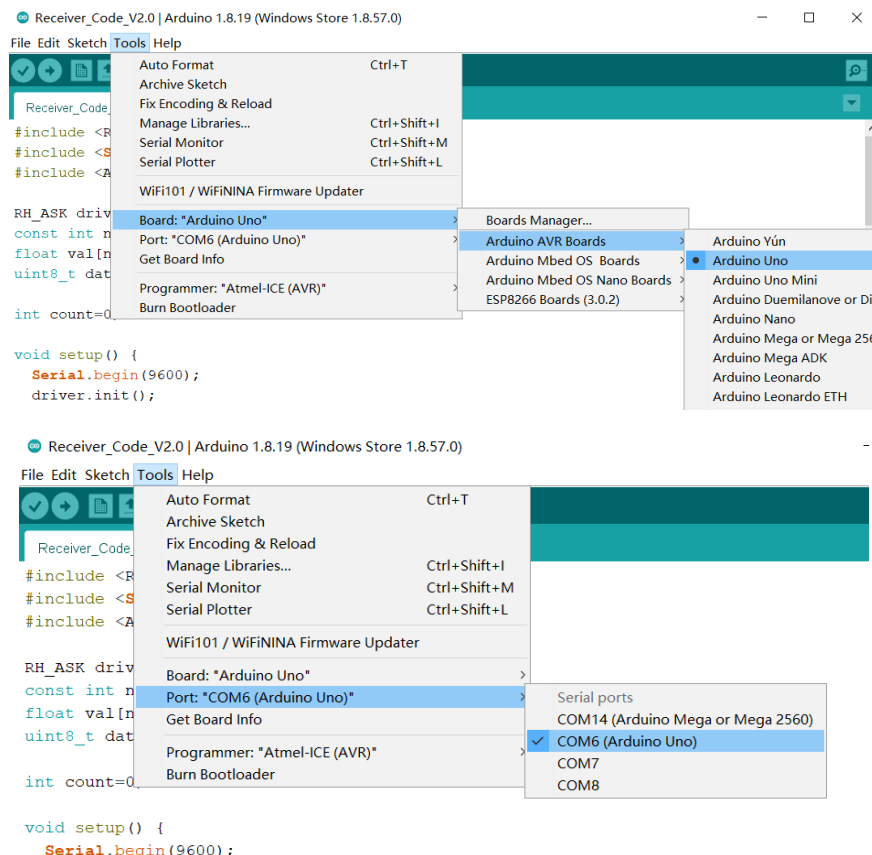 Receiver_Code_V2.0 | Arduino 1.8.19 (Windows Store 1.8.57.0)
File Edit Sketch Tools Help
Auto Format Ctrl+T
Archive Sketch
Fix Encoding & Reload
Manage Libraries... Ctrl+Shift+I
Serial Monitor Ctrl+Shift+M
Serial Plotter Ctrl+Shift+L
WiFi101 / WiFiNINA Firmware Updater
Board: "Arduino Uno"
Port: "COM6 (Arduino Uno)"
Get Board Info
Programmer: "Atmel-ICE (AVR)"
Burn Bootloader
Boards Manager...
Arduino AVR Boards
Arduino Mbed OS Boards
Arduino Mbed OS Nano Boards
ESP8266 Boards (3.0.2)
Arduino Yún
Arduino Uno
Arduino Uno Mini
Arduino Duemilanove or Di
Arduino Nano
Arduino Mega or Mega 256
Arduino Mega ADK
Arduino Leonardo
Arduino Leonardo ETH
Receiver_Code
#include <R
#include <S
#include <A
RH_ASK driv
const int n
float val[n
uint8_t dat
int count=0
void setup() {
Serial.begin(9600);
driver.init();
Receiver_Code_V2.0 | Arduino 1.8.19 (Windows Store 1.8.57.0)
File Edit Sketch Tools Help
Auto Format Ctrl+T
Archive Sketch
Fix Encoding & Reload
Manage Libraries... Ctrl+Shift+I
Serial Monitor Ctrl+Shift+M
Serial Plotter Ctrl+Shift+L
WiFi101 / WiFiNINA Firmware Updater
Board: "Arduino Uno"
Port: "COM6 (Arduino Uno)"
Get Board Info
Programmer: "Atmel-ICE (AVR)"
Burn Bootloader
Serial ports
COM14 (Arduino Mega or Mega 2560)
COM6 (Arduino Uno)
COM7
COM8
Receiver_Code_
#include <R
#include <S
#include <A
RH_ASK driv
const int n
float val[n
uint8_t dat
int count=0
void setup() {
Serial.begin(9600);